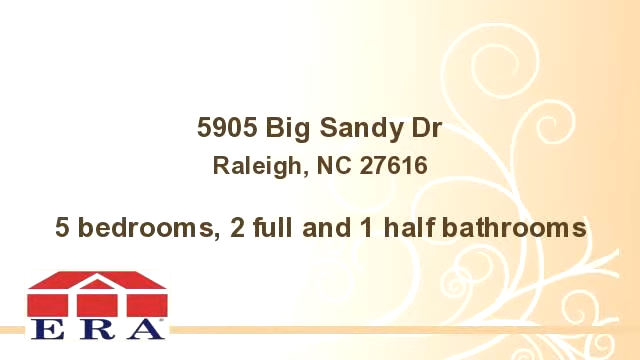 5905 Big Sandy Dr
Raleigh, NC 27616
5 bedrooms, 2 full and 1 half bathrooms
ERA